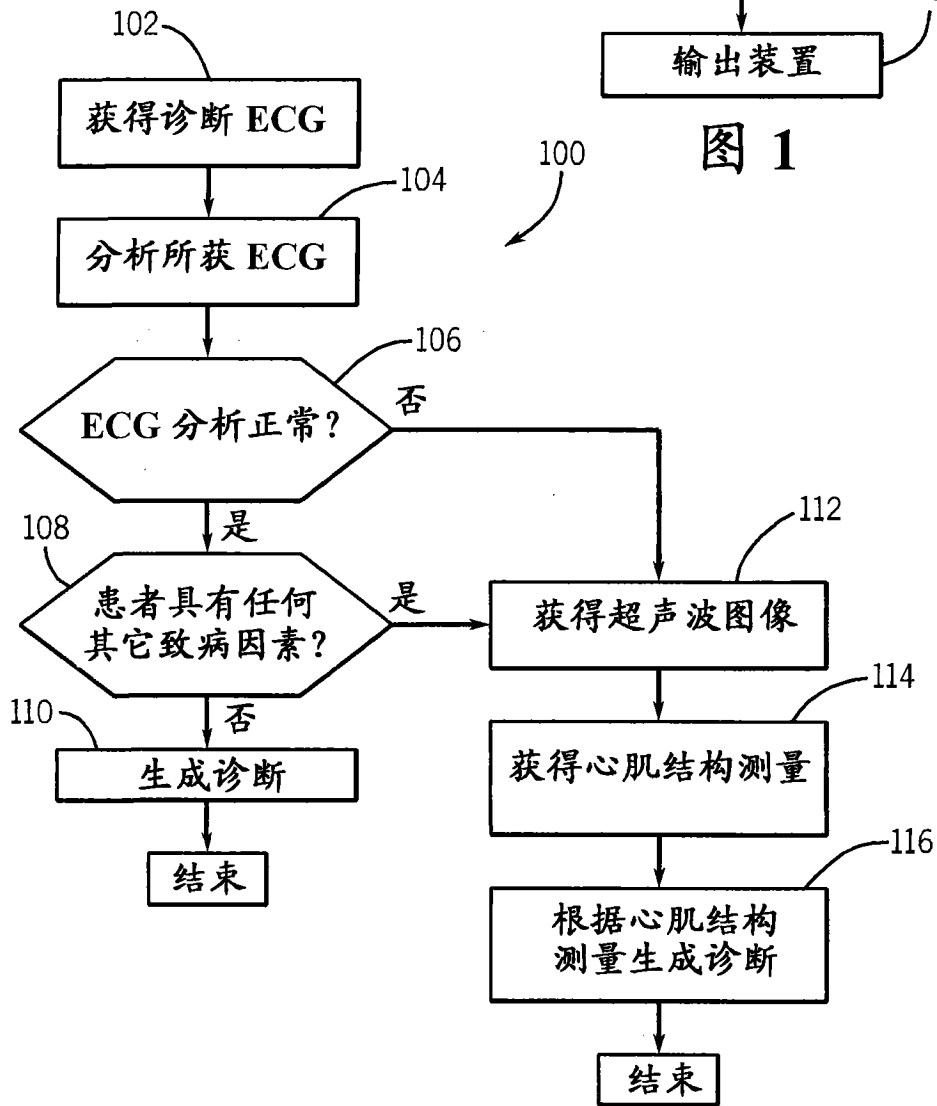 102
获得诊断 ECG
104
分析所获 ECG
106
ECG 分析正常?
否
是
108
患者具有任何
其它致病因素?
是
否
110
生成诊断
结束
输出装置
图 1
100
112
获得超声波图像
114
获得心肌结构测量
116
根据心肌结构
测量生成诊断
结束